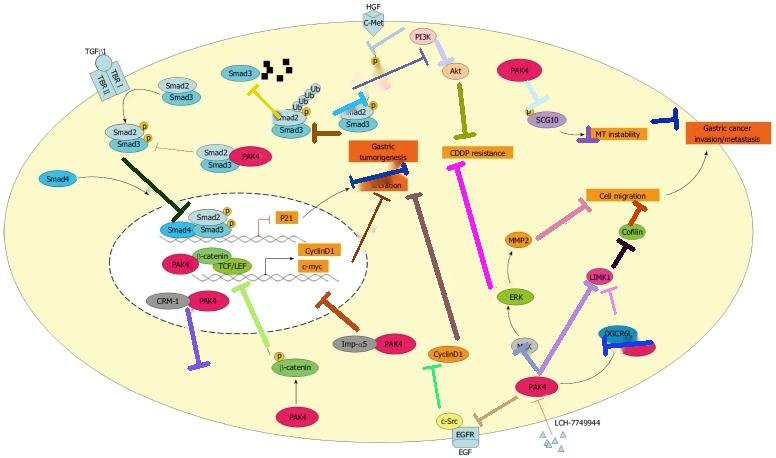 HGF
C-Met
PI3K
TGFβ1
TBR I
TBR II
Smad3
P
Akt
PAK4
Smad2
Smad3
Ub
Ub
Ub
Ub
P
Smad3
P
Smad3
P
SCG10
MT instability
Gastric cancer
invasion/metastasis
Smad2
P
Smad3
P
Smad2
Smad3
PAK4
Gastric
tumorigenesis
CDDP resistance
Smad4
Cell migration
Smad2
P
Smad4
Smad3
P
P21
Cofilin
MMP2
β-catenin
PAK4
TCF/LEF
CyclinD1
c-myc
LIMK1
CRM-1
PAK4
ERK
DGCR6L
Imp-α5
PAK4
CyclinD1
P
β-catenin
PAK4
PAK4
c-Src
EGFR
EGF
LCH-7749944